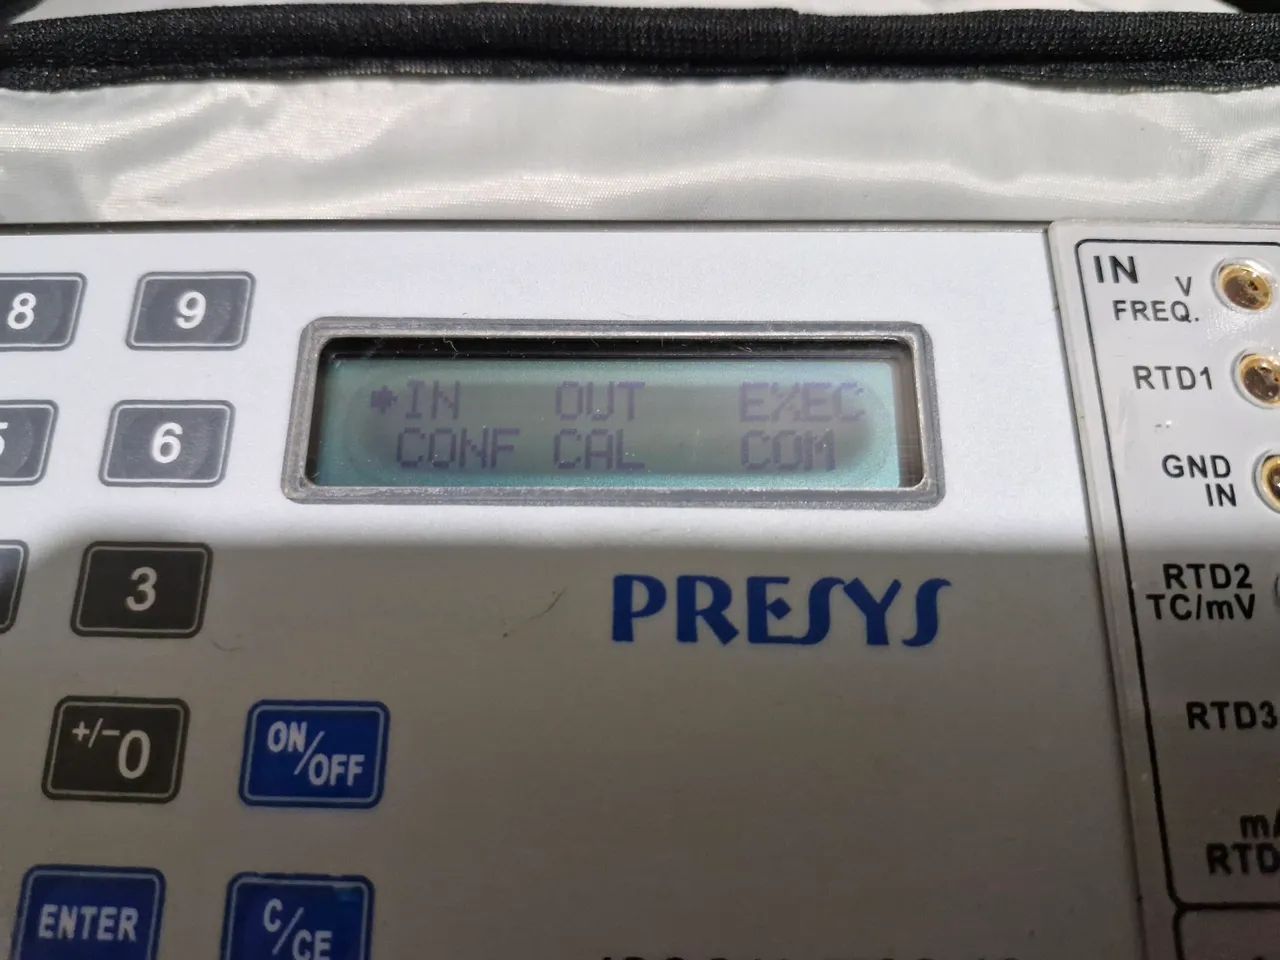 8 9
IN OUT EXEC
CONF CAL COM
6
3
PRESYS
+/-0
ON/OFF
ENTER
C/CE
IN
V
FREQ.
RTD1
GND
IN
RTD2
TC/mV
RTD3
RTD